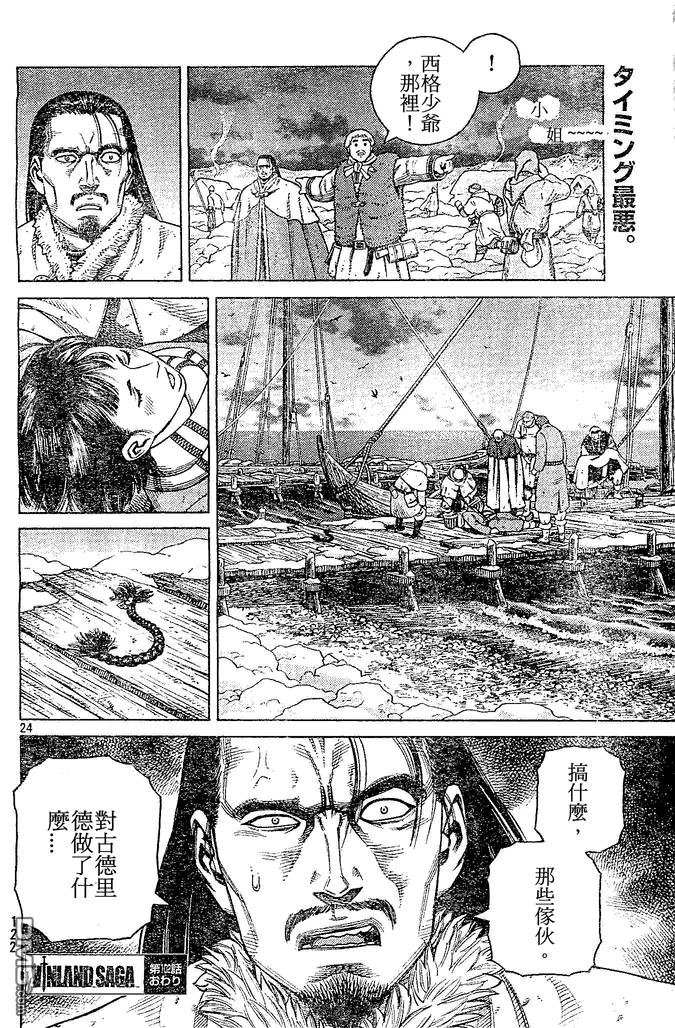 タイミング最悪。
！
西格少爺
，那裡！
小
姐~~~~
24
搞什麼，
那些傢伙。
對古德里
德做了什
麼……
122
VINLAND SAGA
第102話
おわり